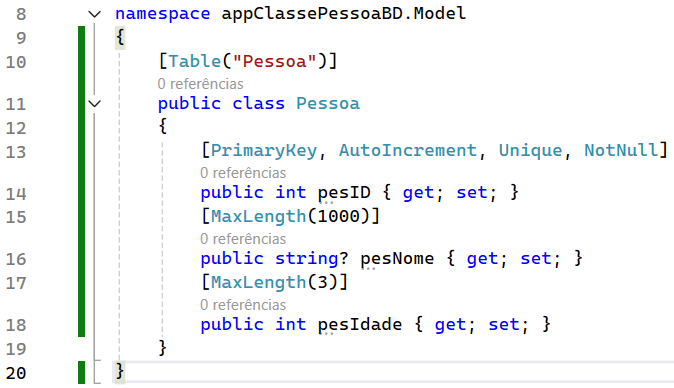 8 namespace appClassePessoaBD.Model
9 {
10 [Table("Pessoa")]
0 referências
11 public class Pessoa
12 {
13 [PrimaryKey, AutoIncrement, Unique, NotNull]
0 referências
14 public int pesID { get; set; }
15 [MaxLength(1000)]
0 referências
16 public string? pesNome { get; set; }
17 [MaxLength(3)]
0 referências
18 public int pesIdade { get; set; }
19 }
20 }